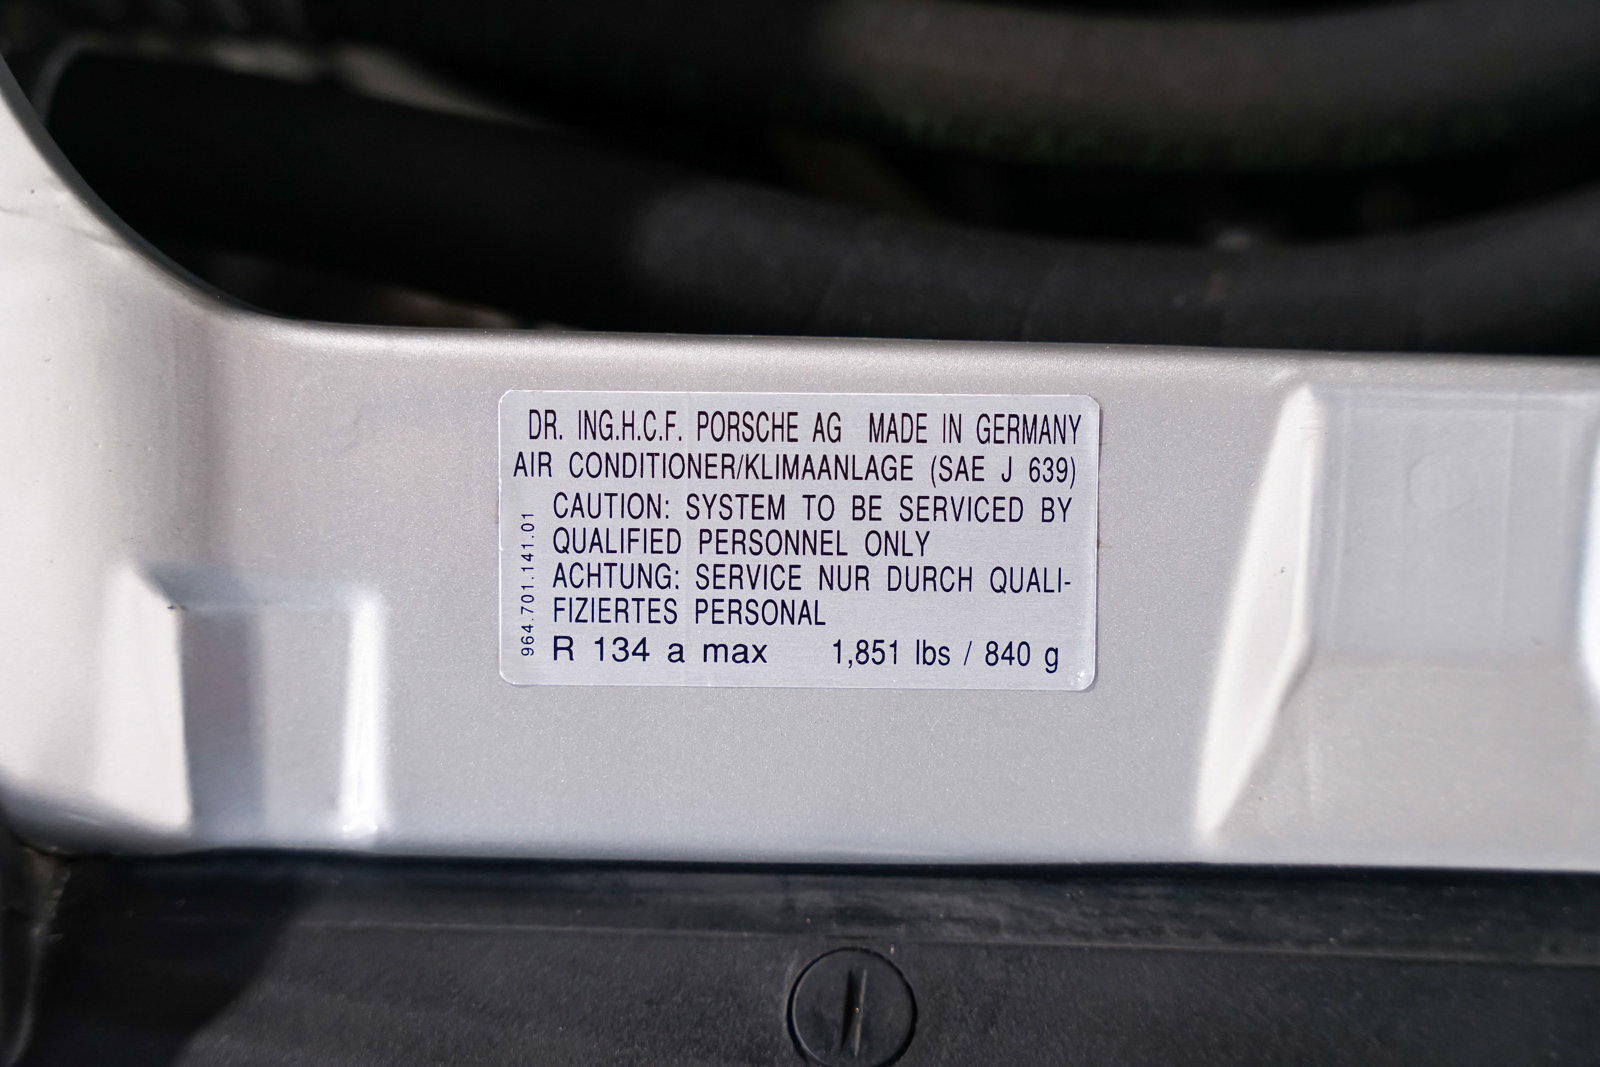 DR. ING.H.C.F. PORSCHE AG MADE IN GERMANY
AIR CONDITIONER/KLIMAANLAGE (SAE J 639)
CAUTION: SYSTEM TO BE SERVICED BY
QUALIFIED PERSONNEL ONLY
ACHTUNG: SERVICE NUR DURCH QUALI-
FIZIERTES PERSONAL
R 134 a max 1,851 lbs / 840 g
964.701.141.01